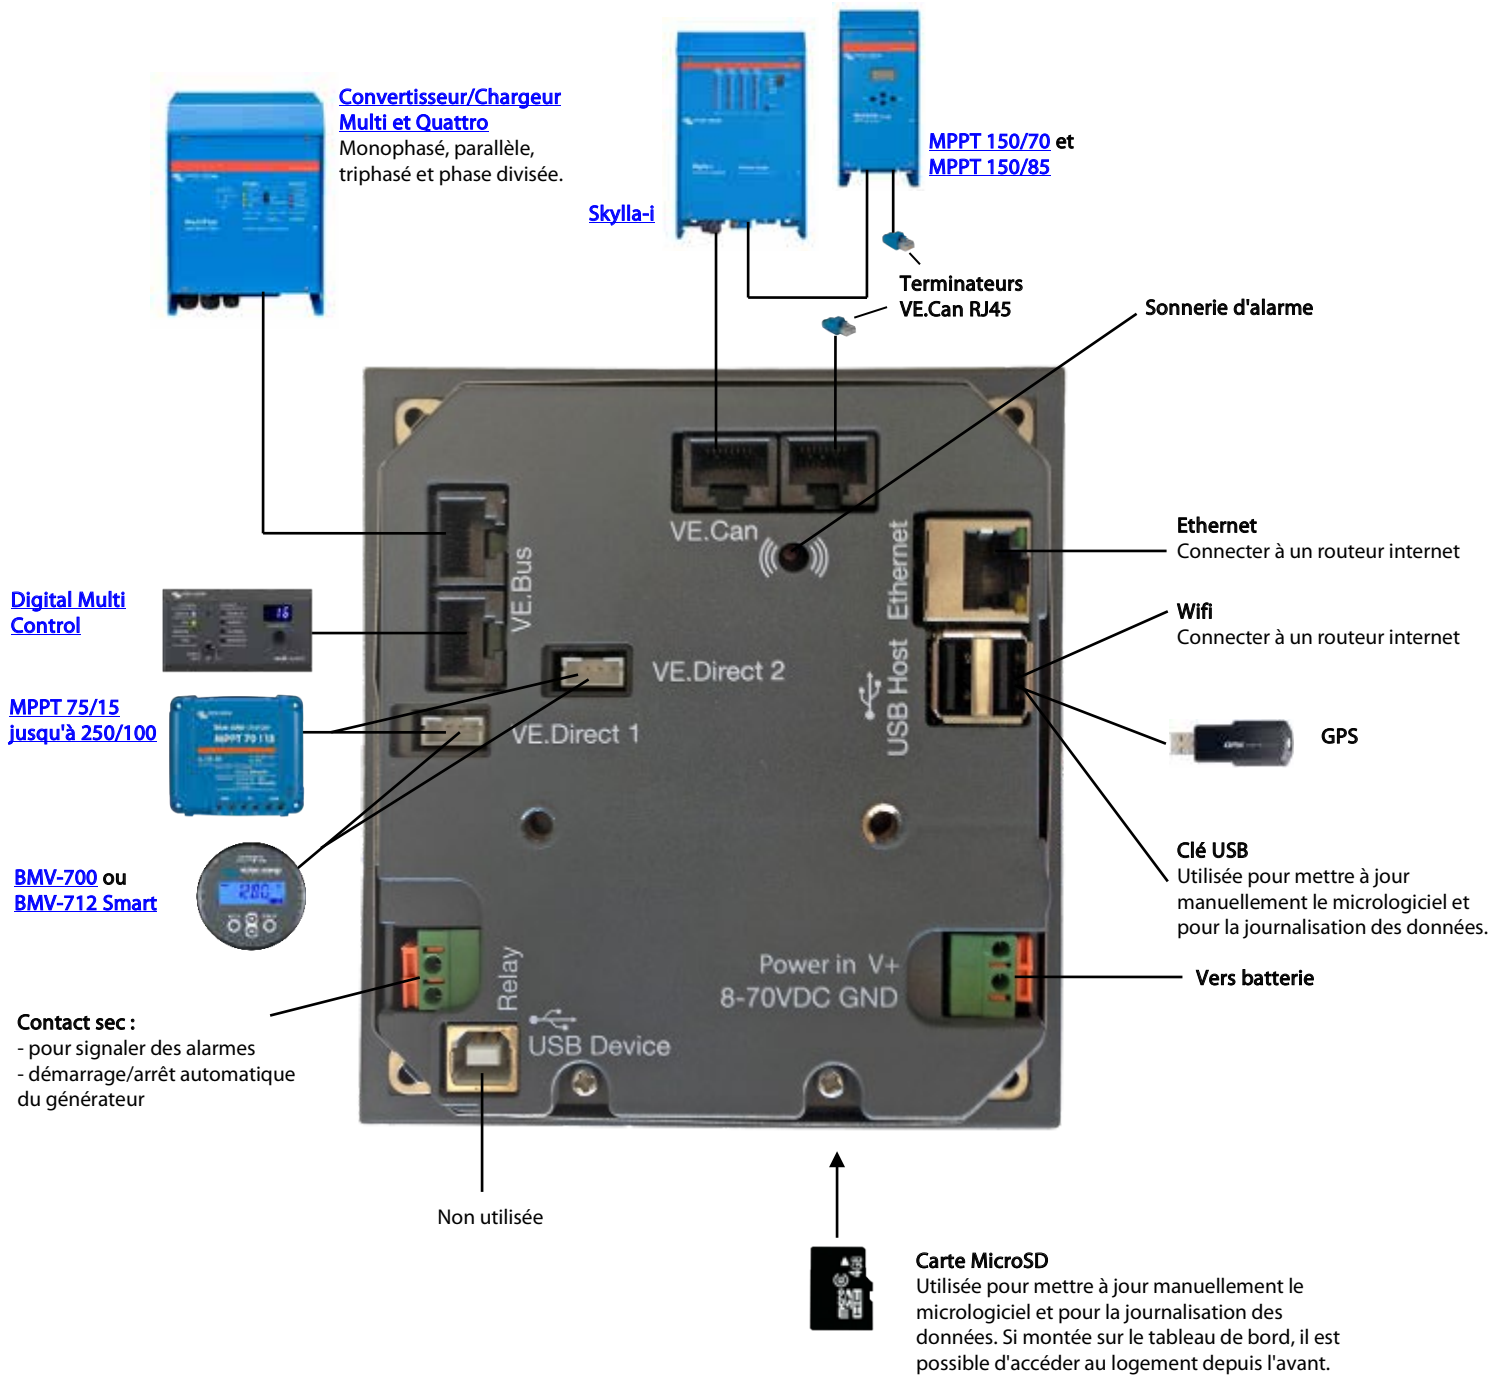 Convertisseur/Chargeur
Multi et Quattro
Monophasé, parallèle,
triphasé et phase divisée.
MPPT 150/70 et
MPPT 150/85
Skylla-i
Terminateurs
VE.Can RJ45
Sonnerie d'alarme
VE.Can
Ethernet
Ethernet
Connecter à un routeur internet
VE.Bus
Digital Multi
Control
16
Wifi
Connecter à un routeur internet
VE.Direct 2
USB Host
MPPT 75/15
jusqu'à 250/100
MPPT 70 | 15
VE.Direct 1
GPS
Clé USB
Utilisée pour mettre à jour
manuellement le micrologiciel et
pour la journalisation des données.
BMV-700 ou
BMV-712 Smart
Relay
Power in V+
8-70VDC GND
Vers batterie
Contact sec :
- pour signaler des alarmes
- démarrage/arrêt automatique
du générateur
USB Device
Non utilisée
4GB
Carte MicroSD
Utilisée pour mettre à jour manuellement le
micrologiciel et pour la journalisation des
données. Si montée sur le tableau de bord, il est
possible d'accéder au logement depuis l'avant.